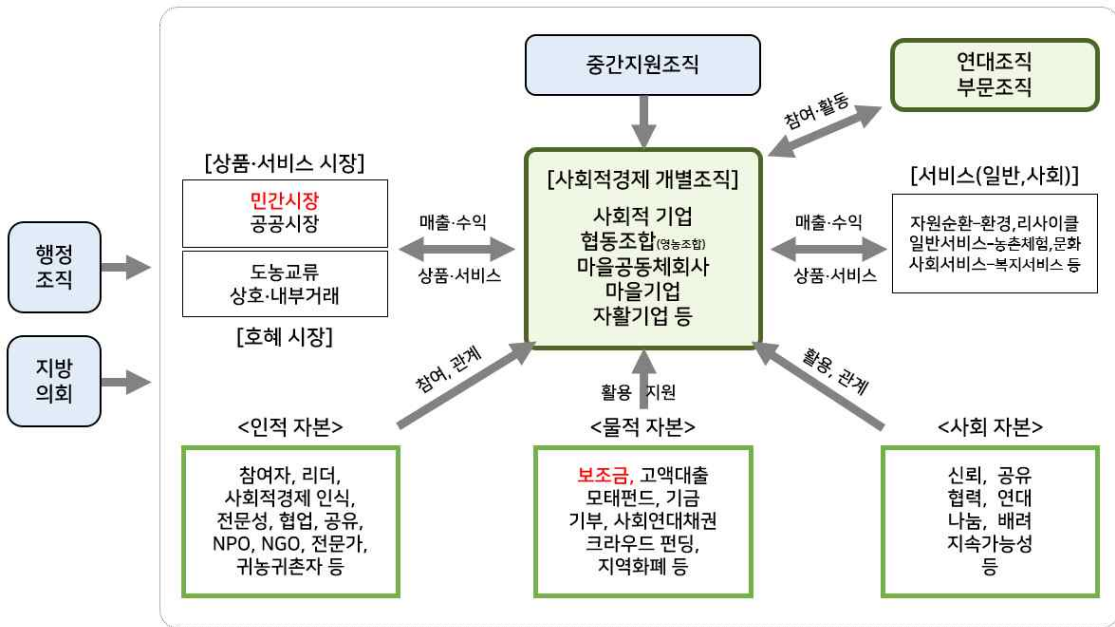 중간지원조직
연대조직
부문조직
참여·활동
[상품·서비스 시장]
민간시장
공공시장
도농교류
상호·내부거래
[호혜 시장]
행정
조직
지방
의회
매출·수익
상품·서비스
[사회적경제 개별조직]
사회적 기업
협동조합(영농조합)
마을공동체회사
마을기업
자활기업 등
매출·수익
상품·서비스
[서비스(일반,사회)]
자원순환-환경,리사이클
일반서비스-농촌체험,문화
사회서비스-복지서비스 등
참여, 관계
활용 지원
활용, 관계
<인적 자본>
참여자, 리더
사회적경제 인식,
전문성, 협업, 공유,
NPO, NGO, 전문가,
귀농귀촌자 등
<물적 자본>
보조금, 고액대출
모태펀드, 기금
기부, 사회연대채권
크라우드 펀딩,
지역화폐 등
<사회 자본>
신뢰, 공유
협력, 연대
나눔, 배려
지속가능성
등